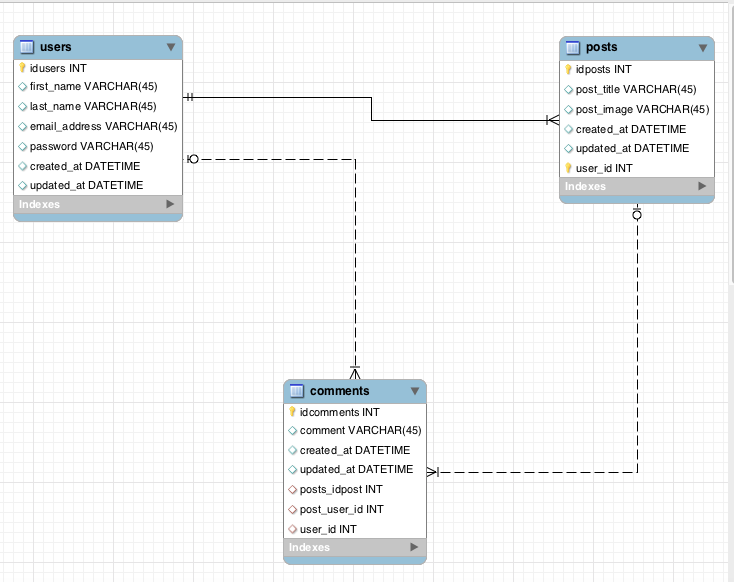 users
idusers INT
first_name VARCHAR(45)
last_name VARCHAR(45)
email_address VARCHAR(45)
password VARCHAR(45)
created_at DATETIME
updated_at DATETIME
Indexes
posts
idposts INT
post_title VARCHAR(45)
post_image VARCHAR(45)
created_at DATETIME
updated_at DATETIME
user_id INT
Indexes
comments
idcomments INT
comment VARCHAR(45)
created_at DATETIME
updated_at DATETIME
posts_idpost INT
post_user_id INT
user_id INT
Indexes